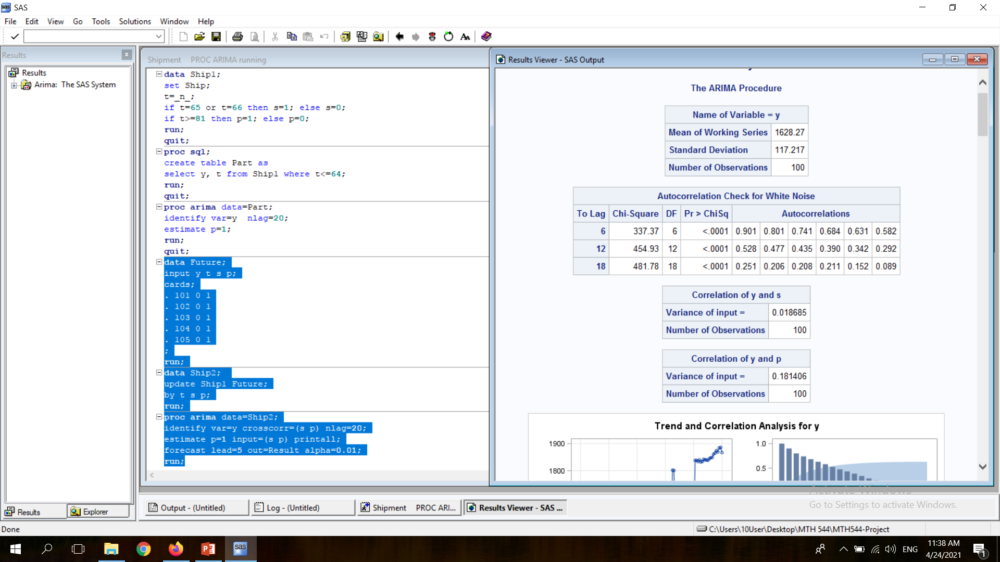 SAS
File Edit View Go Tools Solutions Window Help
Results
Results
Arima: The SAS System
Shipment PROC ARIMA running
data Ship1;
set Ship;
t=_n_;
if t=65 or t=66 then s=1; else s=0;
if t>=81 then p=1; else p=0;
run;
quit;
proc sql;
create table Part as
select y, t from Ship1 where t<=64;
run;
quit;
proc arima data=Part;
identify var=y nlag=20;
estimate p=1;
run;
quit;
data Future;
input y t s p;
cards;
. 101 0 1
. 102 0 1
. 103 0 1
. 104 0 1
. 105 0 1
;
run;
data Ship2;
update Ship1 Future;
by t s p;
run;
proc arima data=Ship2;
identify var=y crosscorr=(s p) nlag=20;
estimate p=1 input=(s p) printall;
forecast lead=5 out=Result alpha=0.01;
run;
Results Viewer - SAS Output
The ARIMA Procedure
Name of Variable = y
Mean of Working Series 1628.27
Standard Deviation 117.217
Number of Observations 100
Autocorrelation Check for White Noise
To Lag Chi-Square DF Pr > ChiSq Autocorrelations
6 337.37 6 <.0001 0.901 0.801 0.741 0.684 0.631 0.582
12 454.93 12 <.0001 0.528 0.477 0.435 0.390 0.342 0.292
18 481.78 18 <.0001 0.251 0.206 0.208 0.211 0.152 0.089
Correlation of y and s
Variance of input = 0.018685
Number of Observations 100
Correlation of y and p
Variance of input = 0.181406
Number of Observations 100
Trend and Correlation Analysis for y
1900
1800
1.0
0.5
Activate Windows
Go to Settings to activate Windows.
Results
Explorer
Output - (Untitled)
Log - (Untitled)
Shipment PROC ARI...
Results Viewer - SAS ...
Done
C:\Users\10User\Desktop\MTH 544\MTH544-Project
ENG
11:38 AM
4/24/2021
1